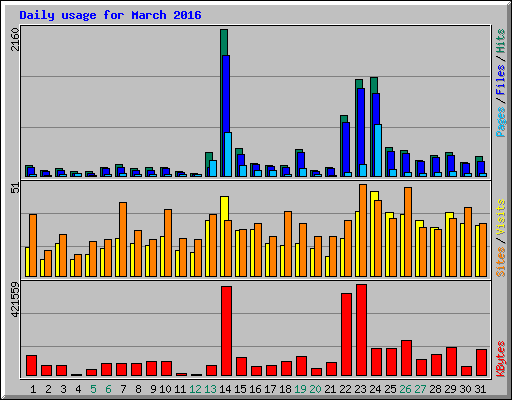 Daily usage for March 2016
2160
Pages / Files / Hits
51
Sites / Visits
421559
KBytes
1 2 3 4 5 6 7 8 9 10 11 12 13 14 15 16 17 18 19 20 21 22 23 24 25 26 27 28 29 30 31